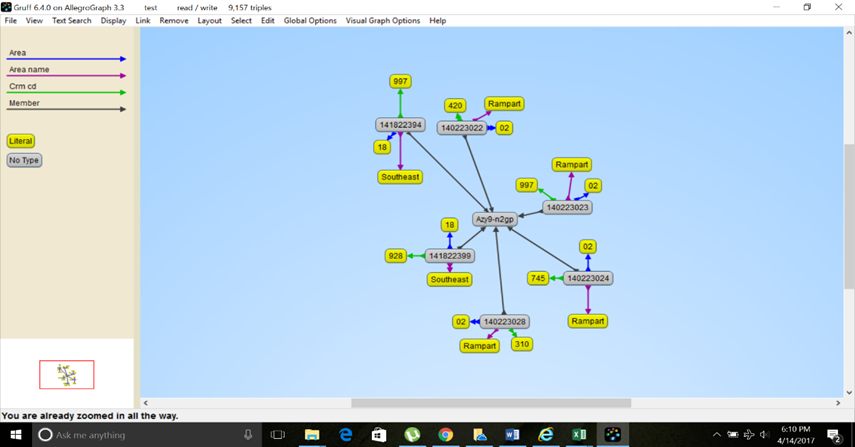 Gruff 6.4.0 on AllegroGraph 3.3 test read / write 9,157 triples
File View Text Search Display Link Remove Layout Select Edit Global Options Visual Graph Options Help
Area
Area name
Crm cd
Member
Literal
No Type
997
141822394
18
Southeast
420
Rampart
140223022
02
Rampart
997
02
140223023
Azy9-n2gp
18
928
141822399
Southeast
02
745
140223024
Rampart
02
140223028
Rampart
310
You are already zoomed in all the way.
Ask me anything
6:10 PM
4/14/2017
2